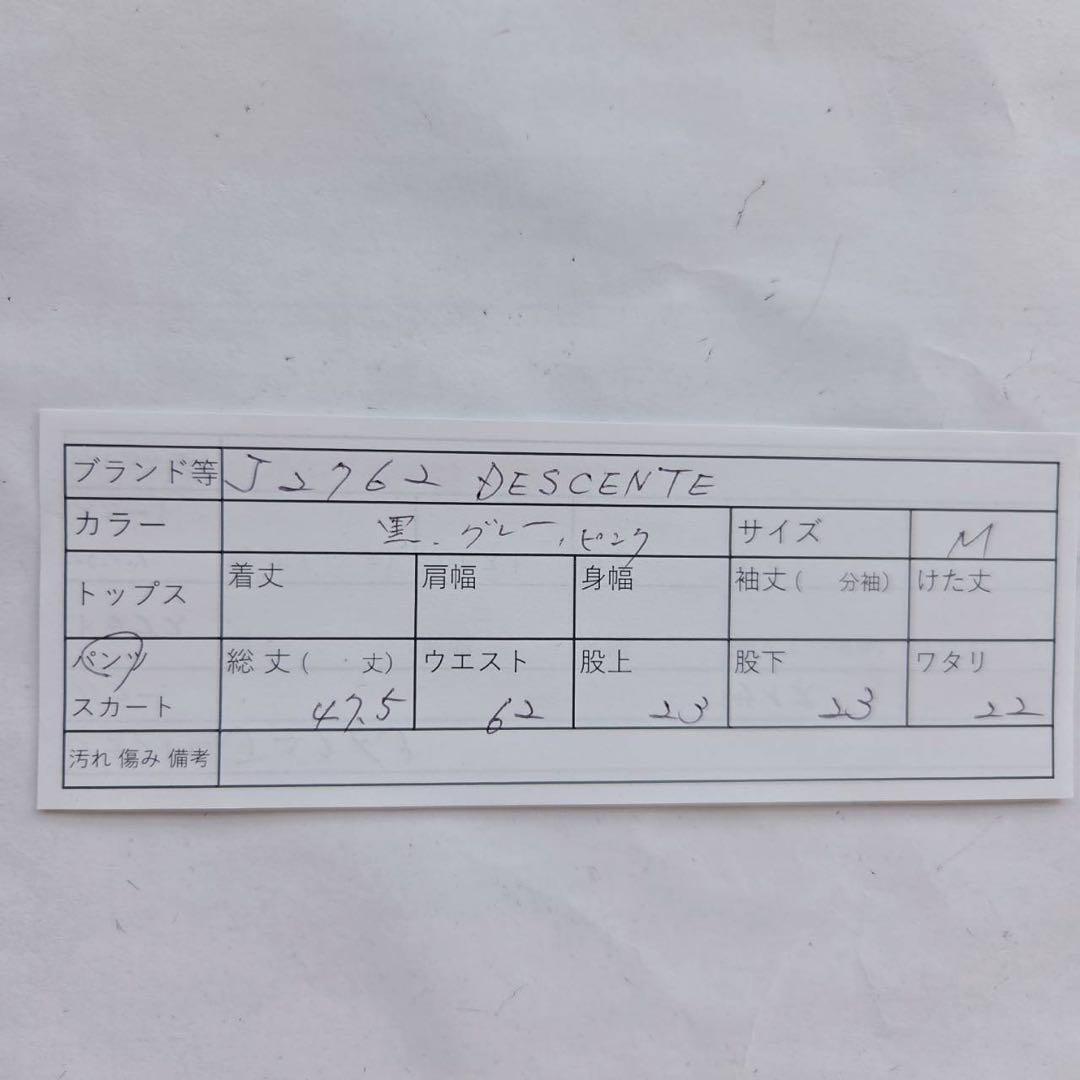 ブランド等 J2762 DESCENTE
カラー 黒、グレー、ピンク サイズ M
トップス 着丈 肩幅 身幅 袖丈( 分袖) けた丈
パンツ 総丈( ・ 丈) ウエスト 股上 股下 ワタリ
スカート 47.5 62 23 23 22
汚れ 傷み 備考